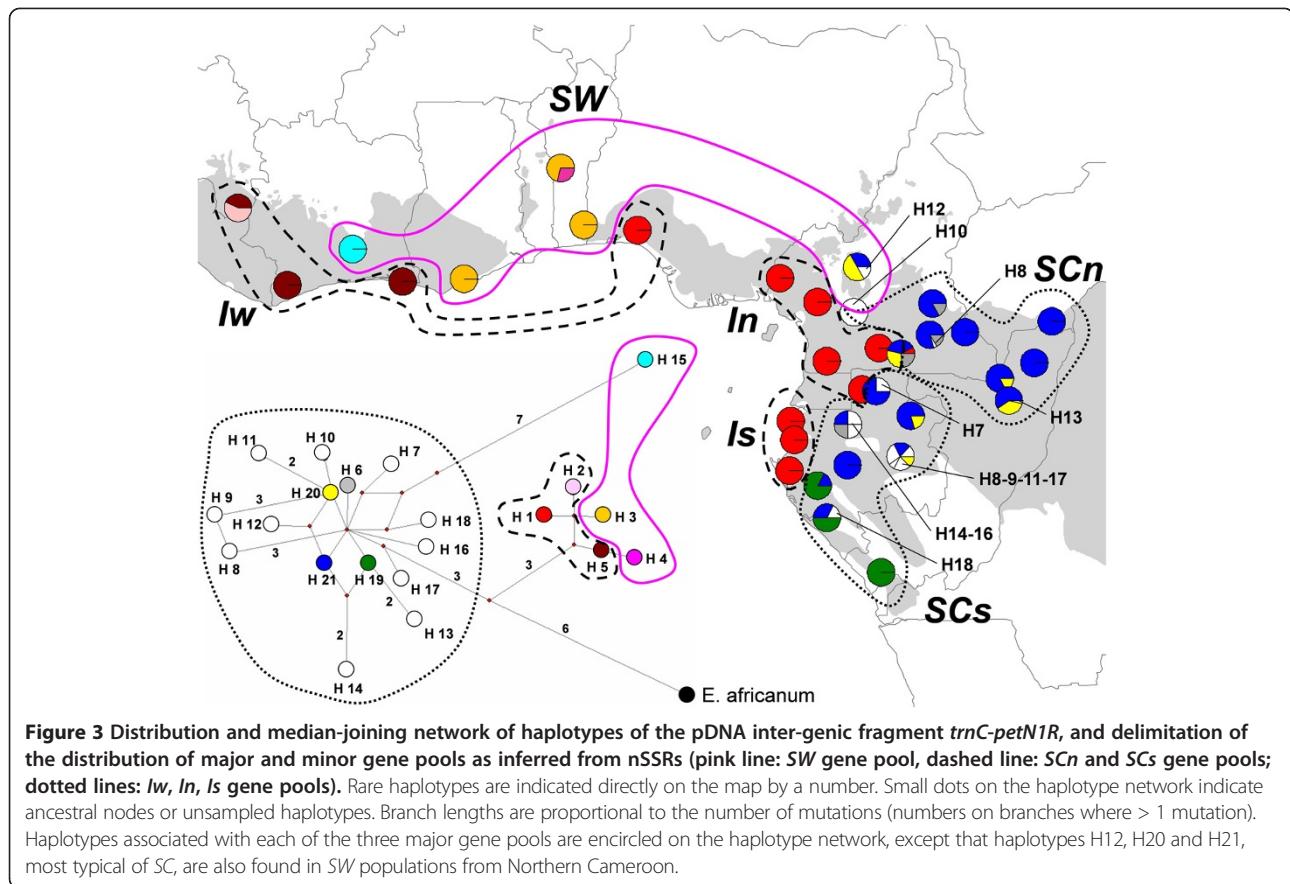 SW
H12
H10
H8
SCn
In
Iw
H 15
H13
7
H7
H 11
H 10
H 7
H 6
2
Is
H 2
H8-9-11-17
H 9
3
H 20
H 1
H 3
H 12
H 18
H14-16
3
H 16
H 5
H 4
H 8
H18
H 21
H 19
H 17
3
3
2
H 13
6
SCs
2
H 14
E. africanum
Figure 3 Distribution and median-joining network of haplotypes of the pDNA inter-genic fragment trnC-petN1R, and delimitation of
the distribution of major and minor gene pools as inferred from nSSRs (pink line: SW gene pool, dashed line: SCn and SCs gene pools;
dotted lines: Iw, In, Is gene pools). Rare haplotypes are indicated directly on the map by a number. Small dots on the haplotype network indicate
ancestral nodes or unsampled haplotypes. Branch lengths are proportional to the number of mutations (numbers on branches where > 1 mutation).
Haplotypes associated with each of the three major gene pools are encircled on the haplotype network, except that haplotypes H12, H20 and H21,
most typical of SC, are also found in SW populations from Northern Cameroon.